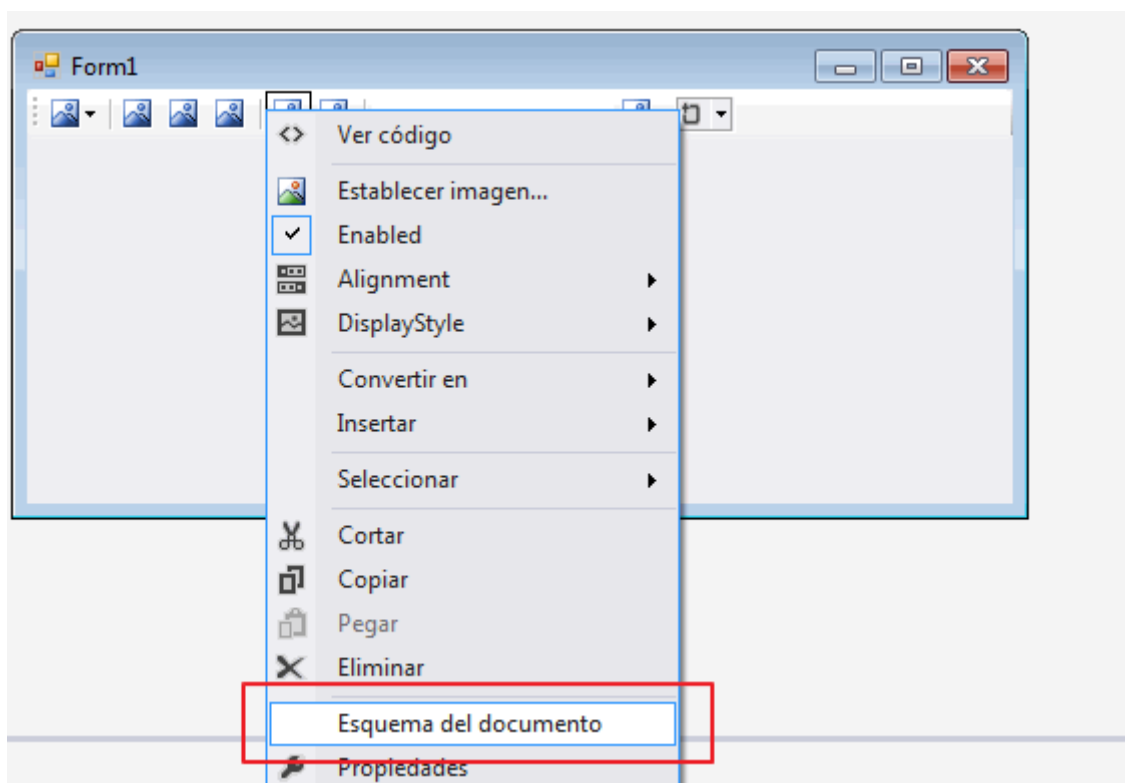 Form1
Ver código
Establecer imagen...
Enabled
Alignment
DisplayStyle
Convertir en
Insertar
Seleccionar
Cortar
Copiar
Pegar
Eliminar
Esquema del documento
Propiedades